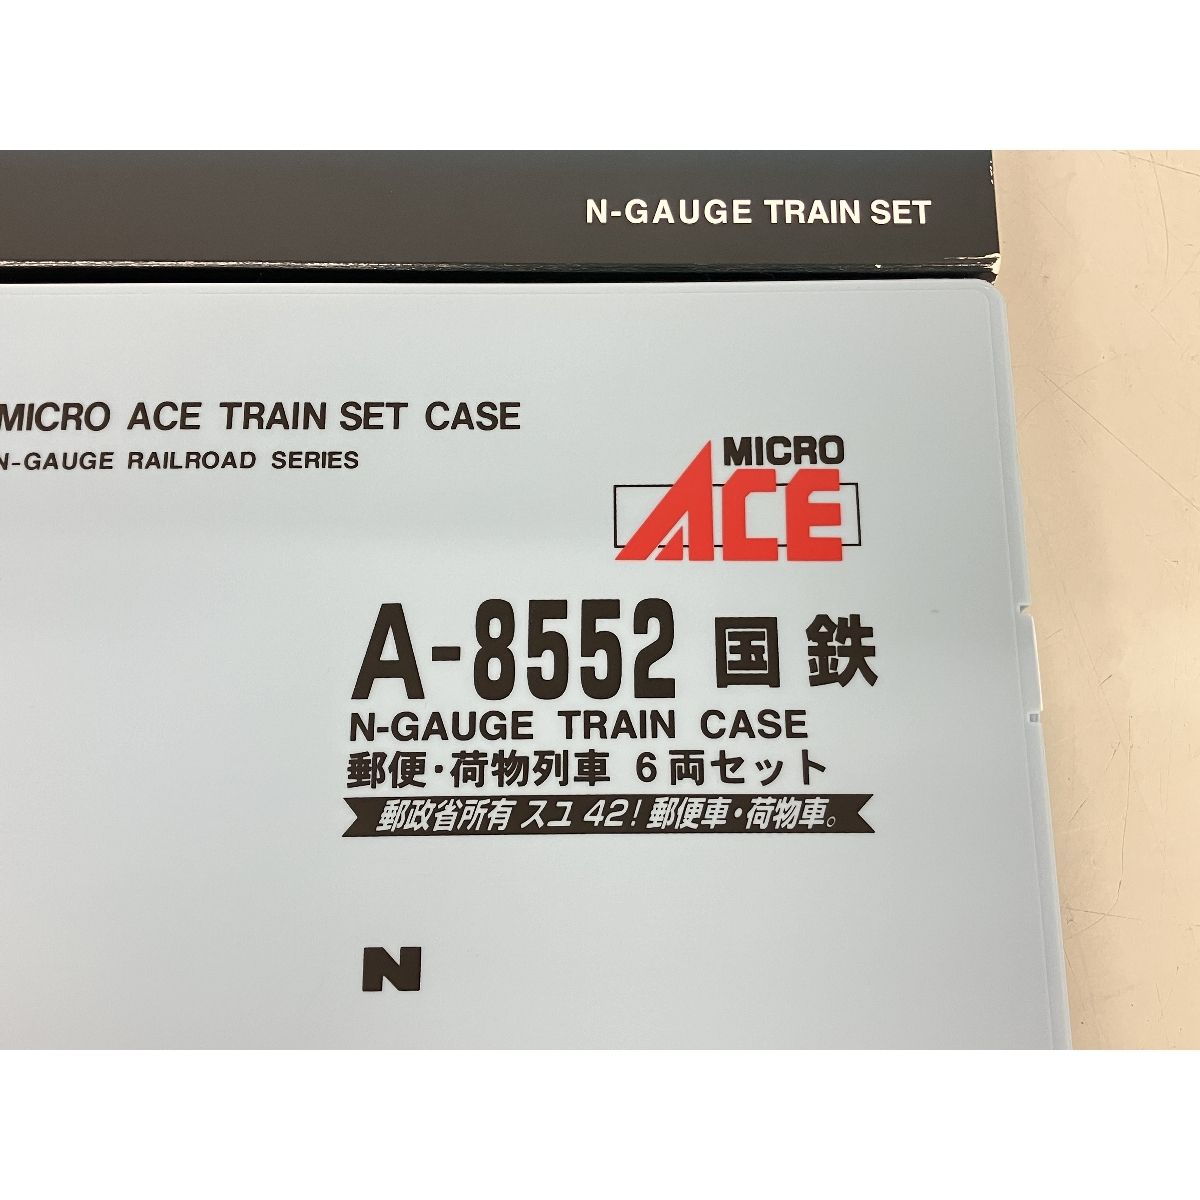 N-GAUGE TRAIN SET
MICRO ACE TRAIN SET CASE
N-GAUGE RAILROAD SERIES
MICRO
ACE
A-8552 国鉄
N-GAUGE TRAIN CASE
郵便・荷物列車 6両セット
郵政省所有 スユ42!郵便車・荷物車。
N